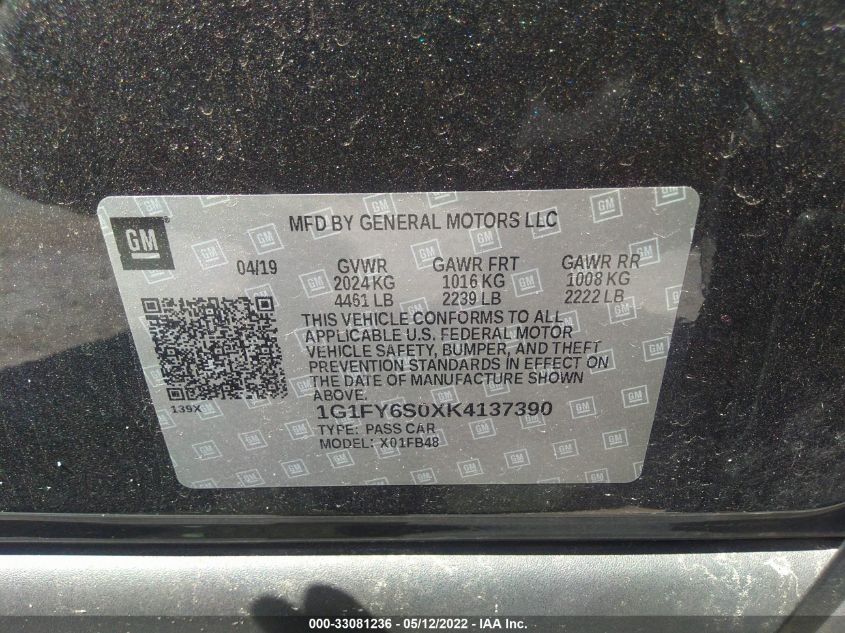 GM
MFD BY GENERAL MOTORS LLC
04/19 GVWR GAWR FRT GAWR RR
2024 KG 1016 KG 1008 KG
4461 LB 2239 LB 2222 LB
THIS VEHICLE CONFORMS TO ALL
APPLICABLE U.S. FEDERAL MOTOR
VEHICLE SAFETY, BUMPER, AND THEFT
PREVENTION STANDARDS IN EFFECT ON
THE DATE OF MANUFACTURE SHOWN
ABOVE.
139X 1G1FY6S0XK4137390
TYPE: PASS CAR
MODEL: X01FB48
000-33081236 - 05/12/2022 - 1G1FY6S0XK4137390